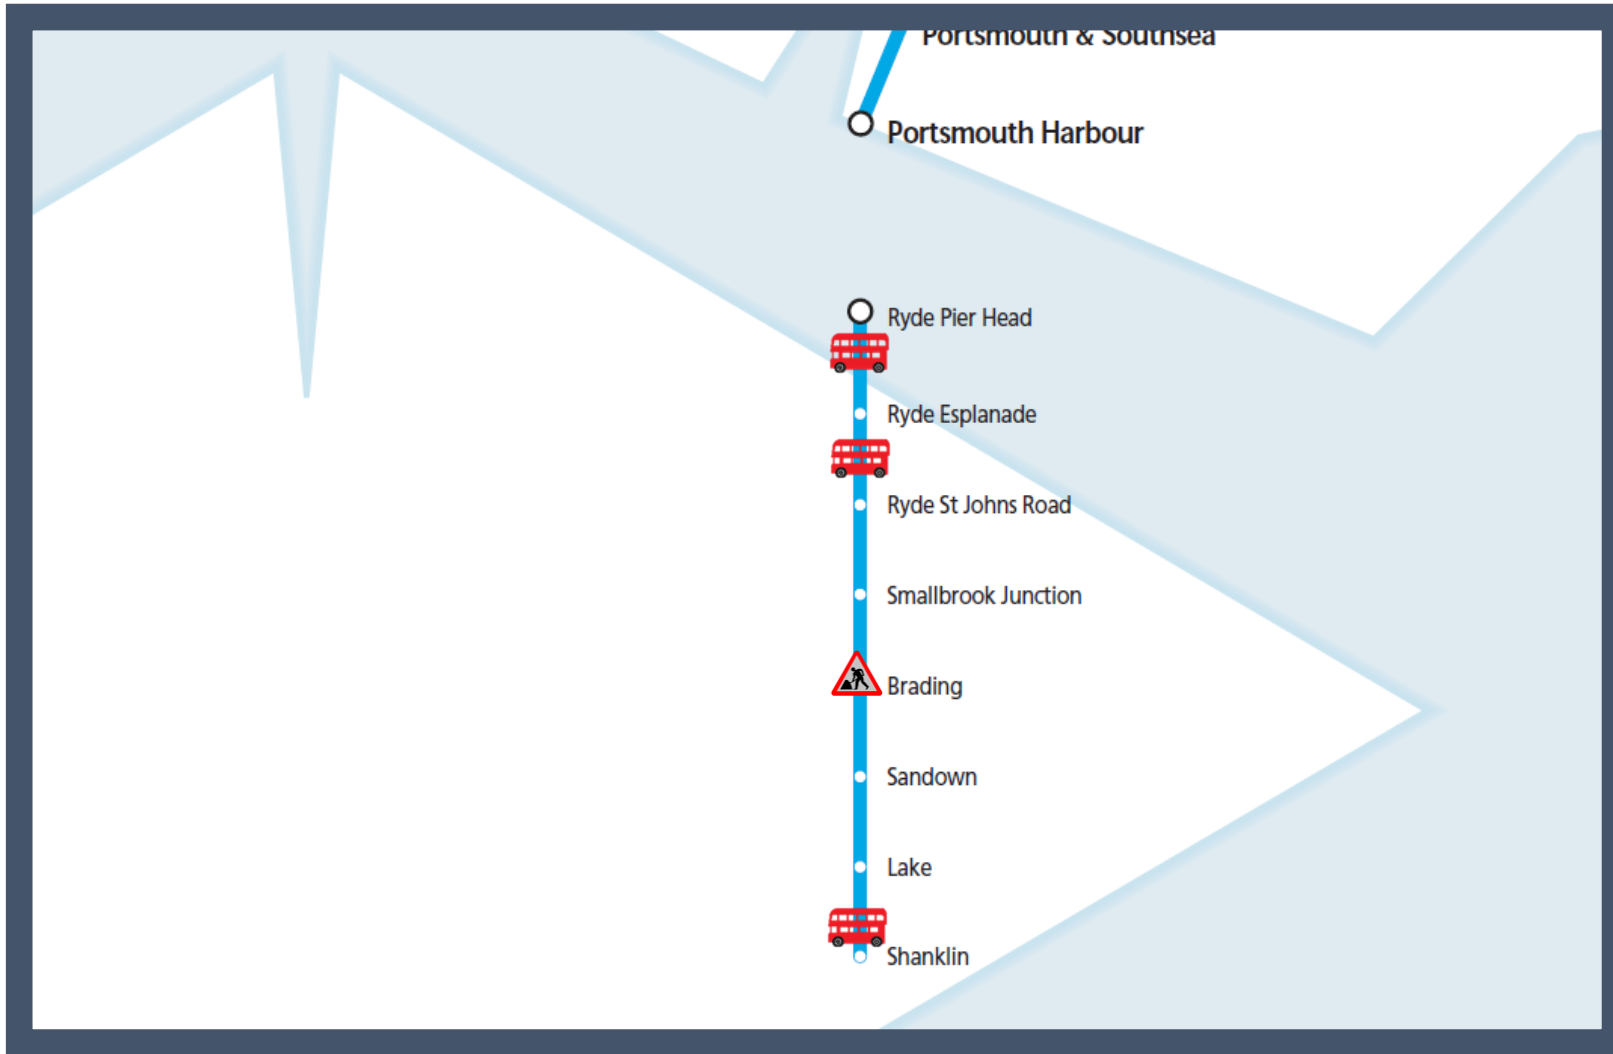 Portsmouth & Southsea
Portsmouth Harbour
Ryde Pier Head
Ryde Esplanade
Ryde St Johns Road
Smallbrook Junction
Brading
Sandown
Lake
Shanklin